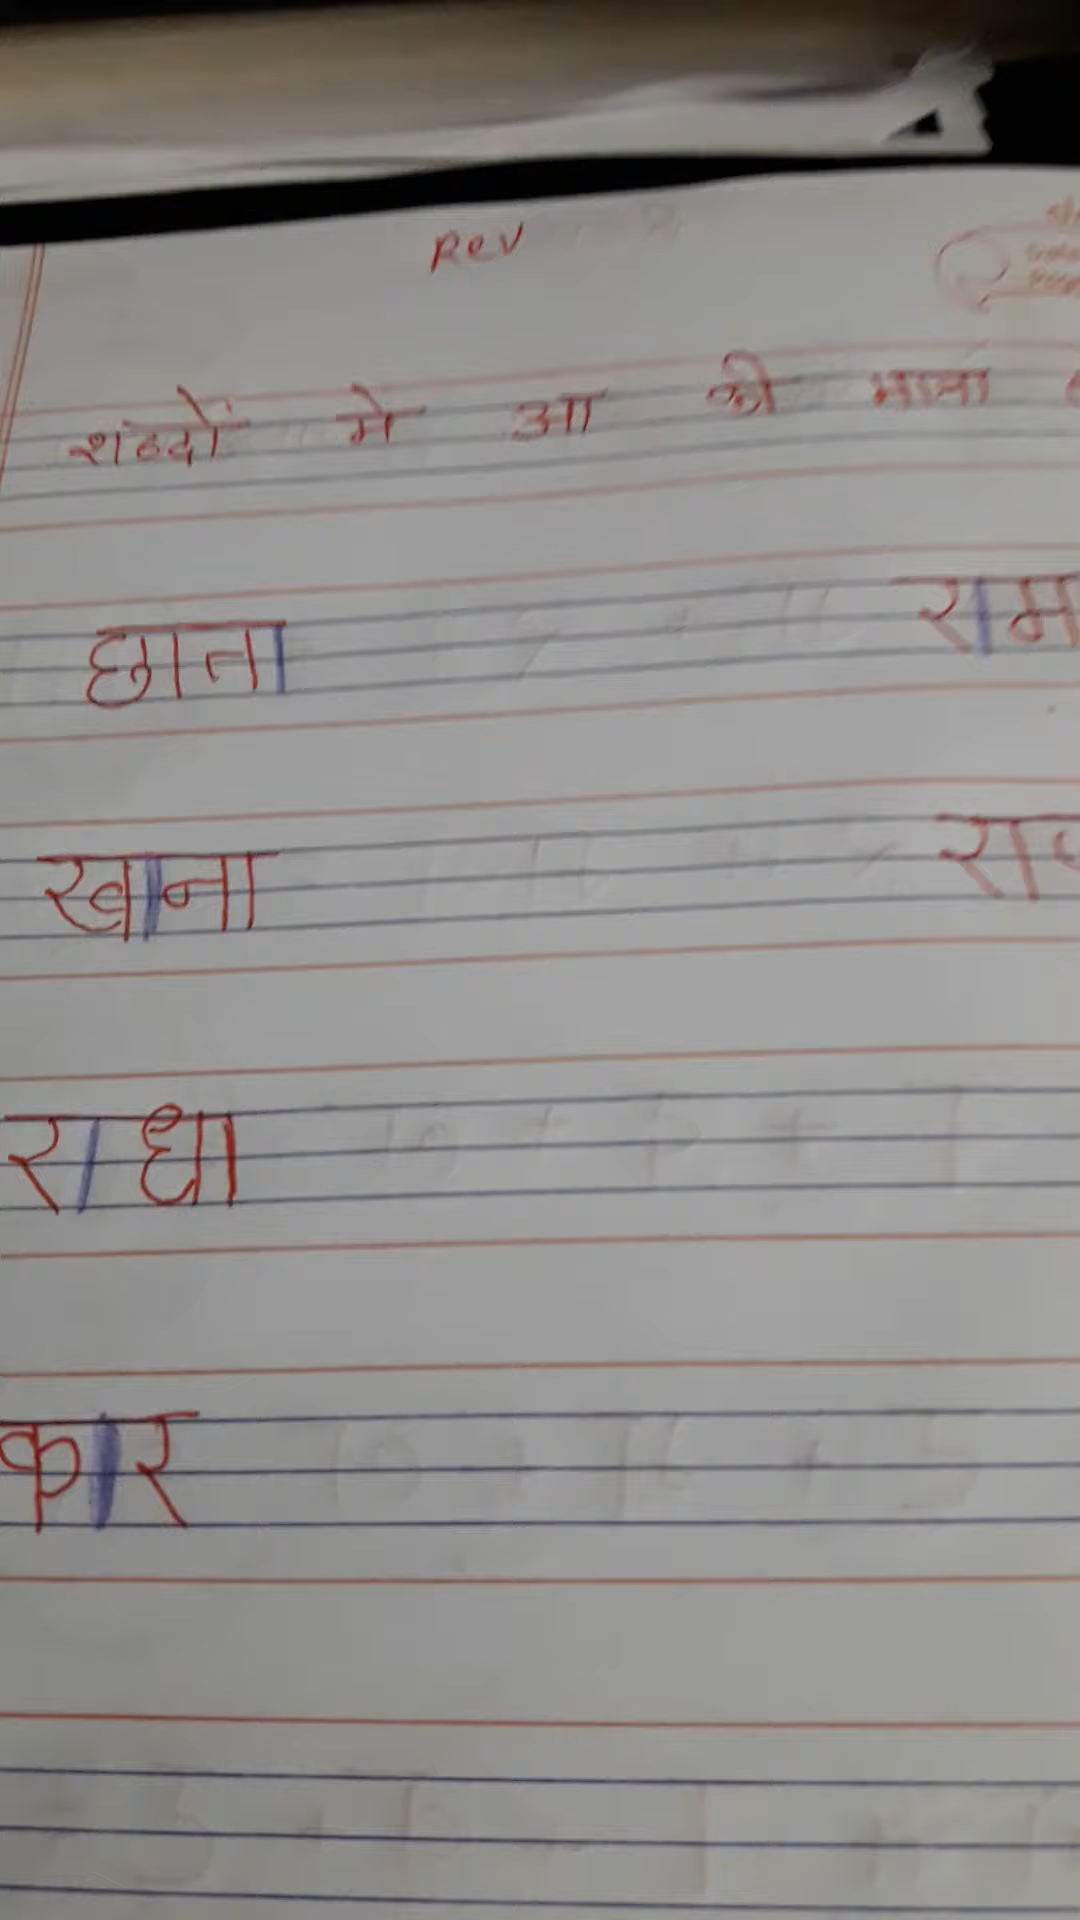 Rev
शब्दों मे आ की मात्रा
छाता राम
खाना
राधा
कार